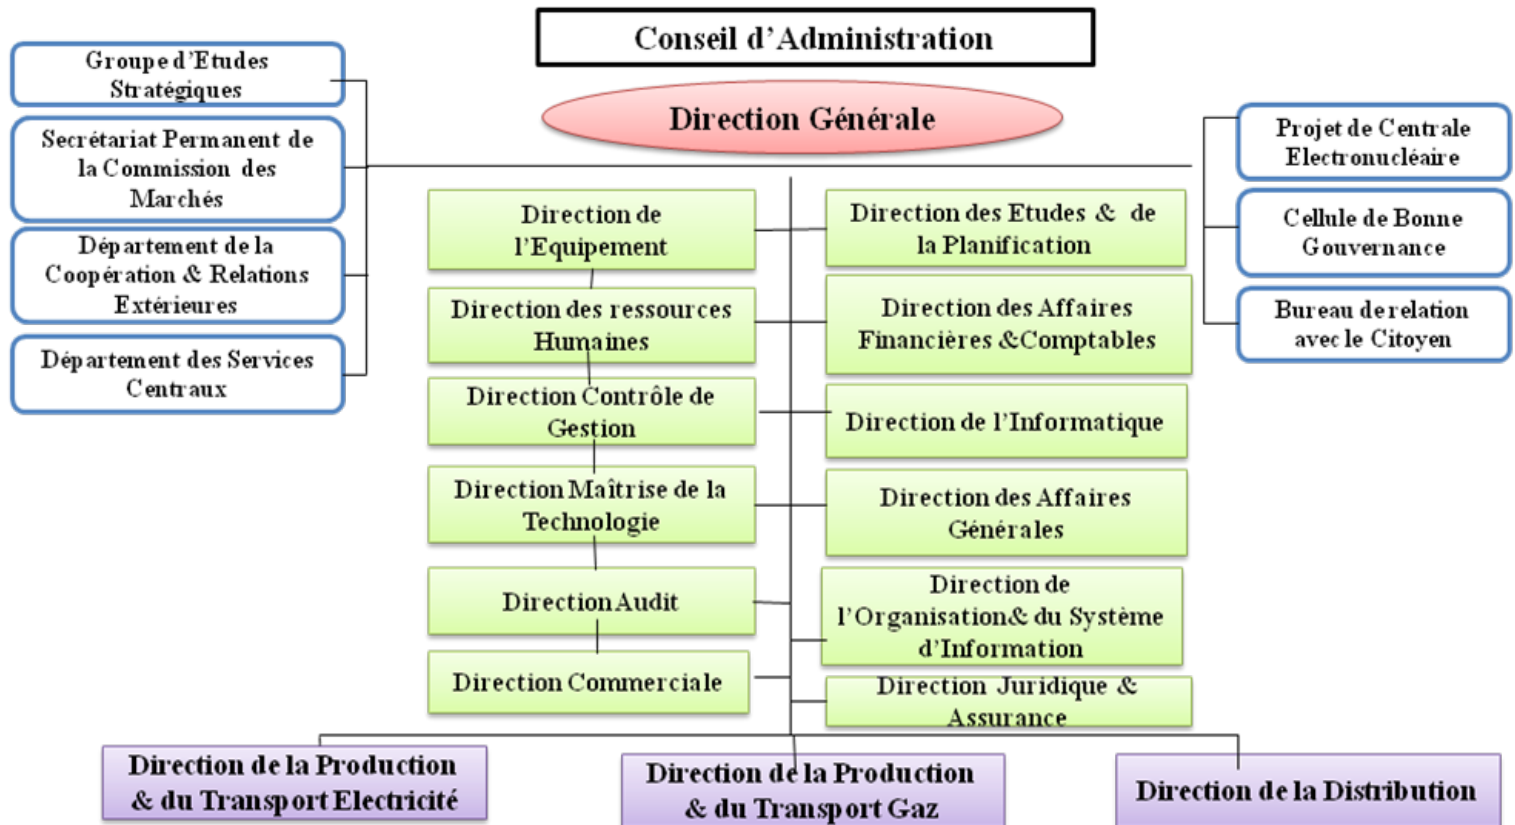 Conseil d'Administration
Direction Générale
Groupe d'Etudes
Stratégiques
Secrétariat Permanent de
la Commission des
Marchés
Département de la
Coopération & Relations
Extérieures
Département des Services
Centraux
Projet de Centrale
Electronucléaire
Cellule de Bonne
Gouvernance
Bureau de relation
avec le Citoyen
Direction de
l'Equipement
Direction des ressources
Humaines
Direction Contrôle de
Gestion
Direction Maîtrise de la
Technologie
Direction Audit
Direction Commerciale
Direction des Etudes & de
la Planification
Direction des Affaires
Financières &Comptables
Direction de l'Informatique
Direction des Affaires
Générales
Direction de
l'Organisation& du Système
d'Information
Direction Juridique &
Assurance
Direction de la Production
& du Transport Electricité
Direction de la Production
& du Transport Gaz
Direction de la Distribution